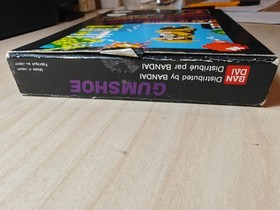 GUMSHOE
BAN
DAI
Distributed by BANDAI
Distribué par BANDAI
Made in Japan
Fabriqué au Japon